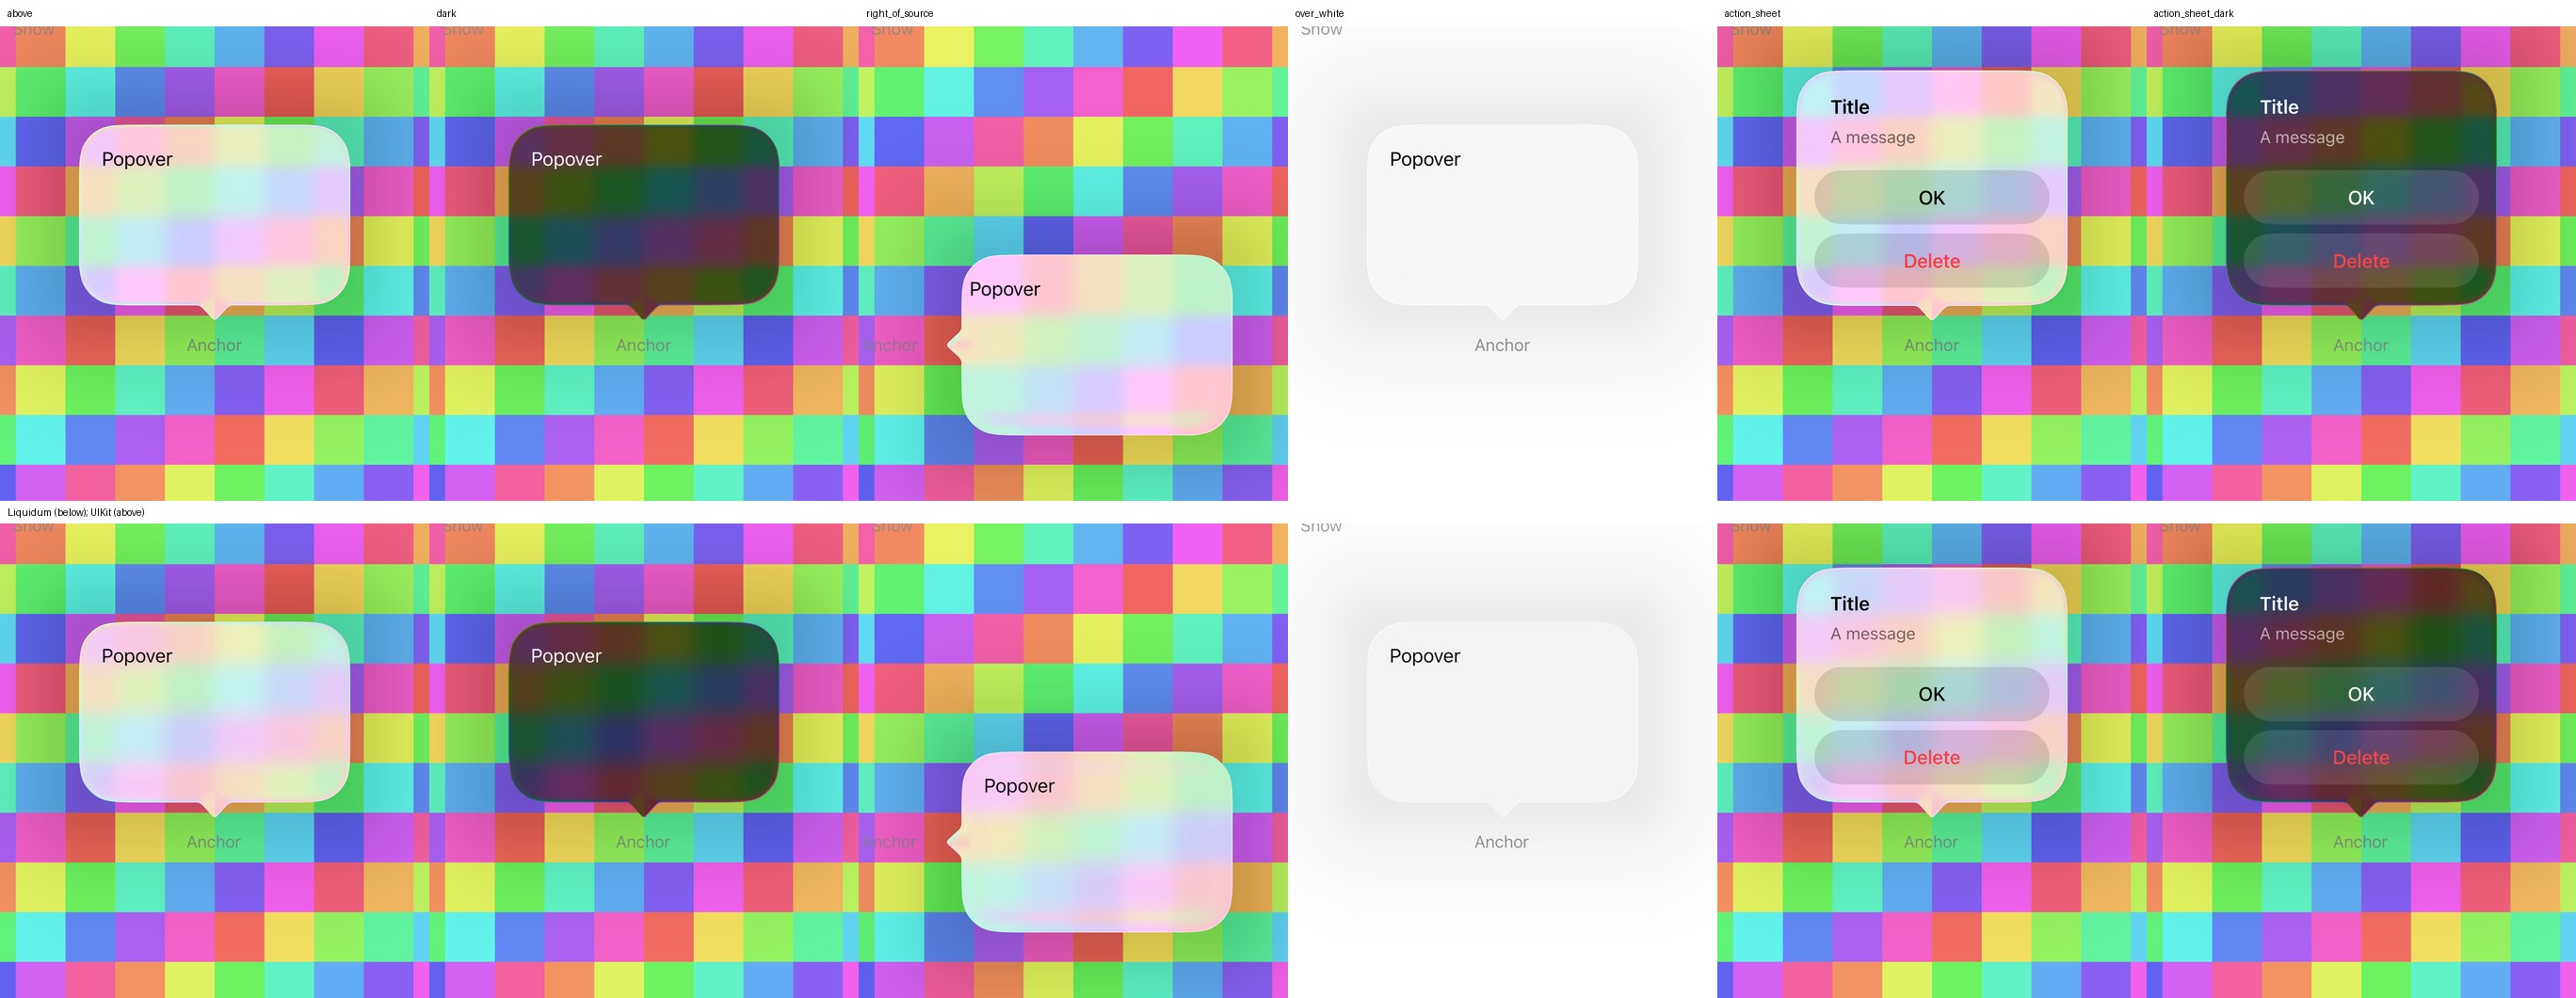 above
dark
right_of_source
over_white
action_sheet
action_sheet_dark
Show
Show
Show
Show
Show
Show
Popover
Popover
Popover
Popover
Title
A message
OK
Delete
Title
A message
OK
Delete
Anchor
Anchor
Anchor
Anchor
Anchor
Anchor
Liquidum (below); UIKit (above)
Show
Show
Show
Show
Show
Show
Popover
Popover
Popover
Popover
Title
A message
OK
Delete
Title
A message
OK
Delete
Anchor
Anchor
Anchor
Anchor
Anchor
Anchor